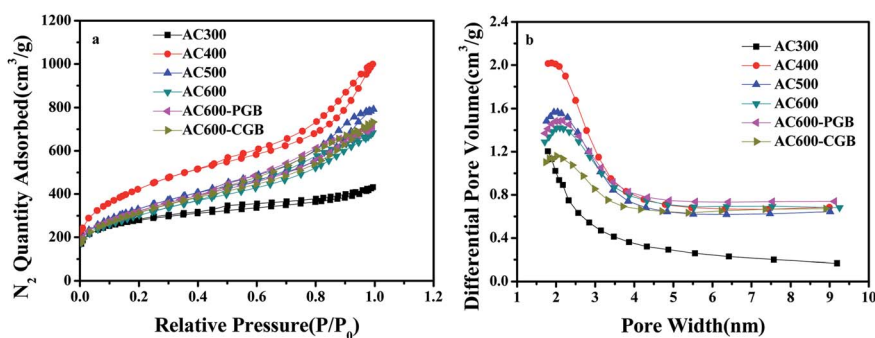 a
AC300
AC400
AC500
AC600
AC600-PGB
AC600-CGB
N2 Quantity Adsorbed(cm3/g)
1200
1000
800
600
400
200
0
0.0 0.2 0.4 0.6 0.8 1.0 1.2
Relative Pressure(P/P0)
b
AC300
AC400
AC500
AC600
AC600-PGB
AC600-CGB
Differential Pore Volume(cm3/g)
2.4
2.0
1.6
1.2
0.8
0.4
0.0
1 2 3 4 5 6 7 8 9 10
Pore Width(nm)